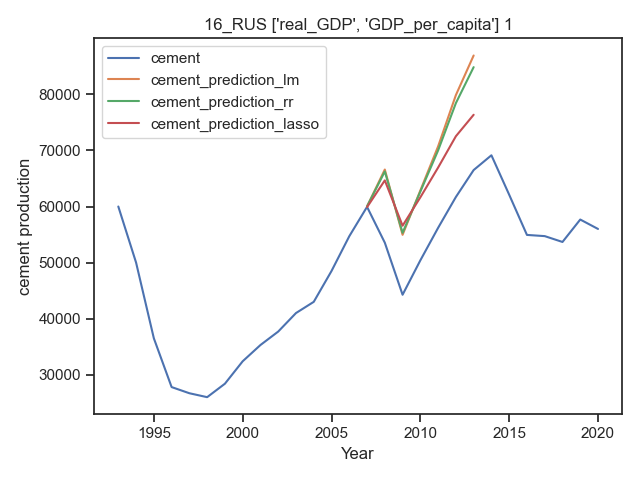 16_RUS ['real_GDP', 'GDP_per_capita'] 1
cement
cement_prediction_lm
cement_prediction_rr
cement_prediction_lasso
cement production
80000
70000
60000
50000
40000
30000
1995
2000
2005
2010
2015
2020
Year